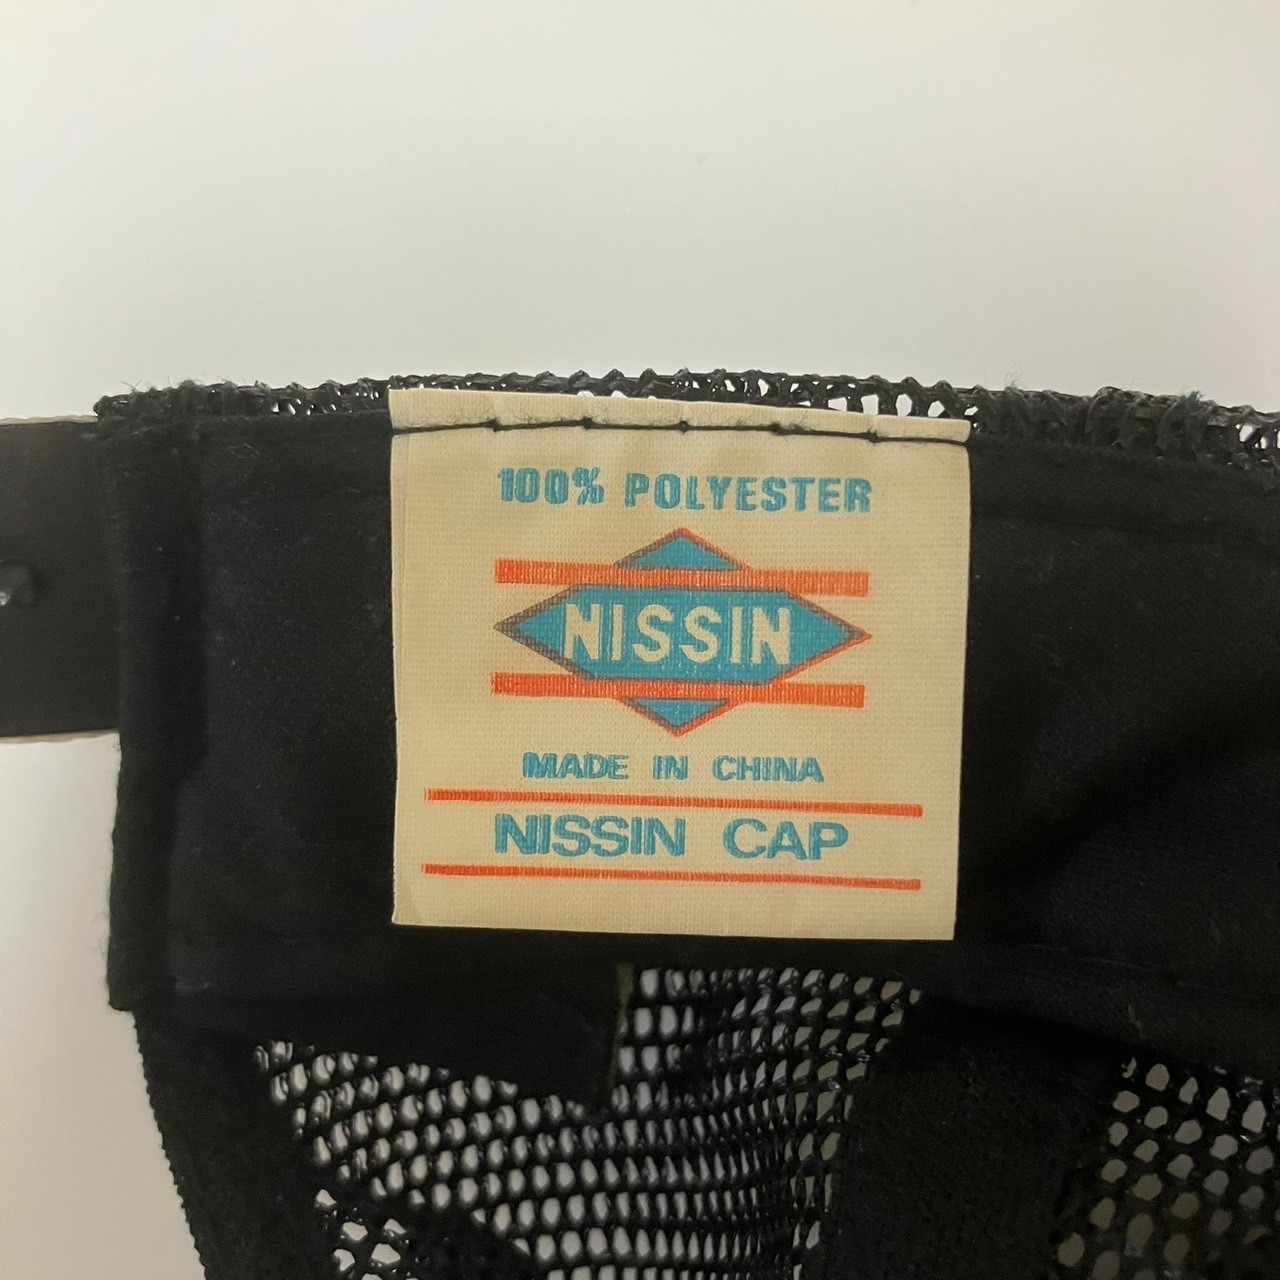 100% POLYESTER
NISSIN
MADE IN CHINA
NISSIN CAP